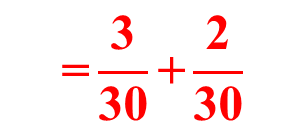 = 3/30 + 2/30